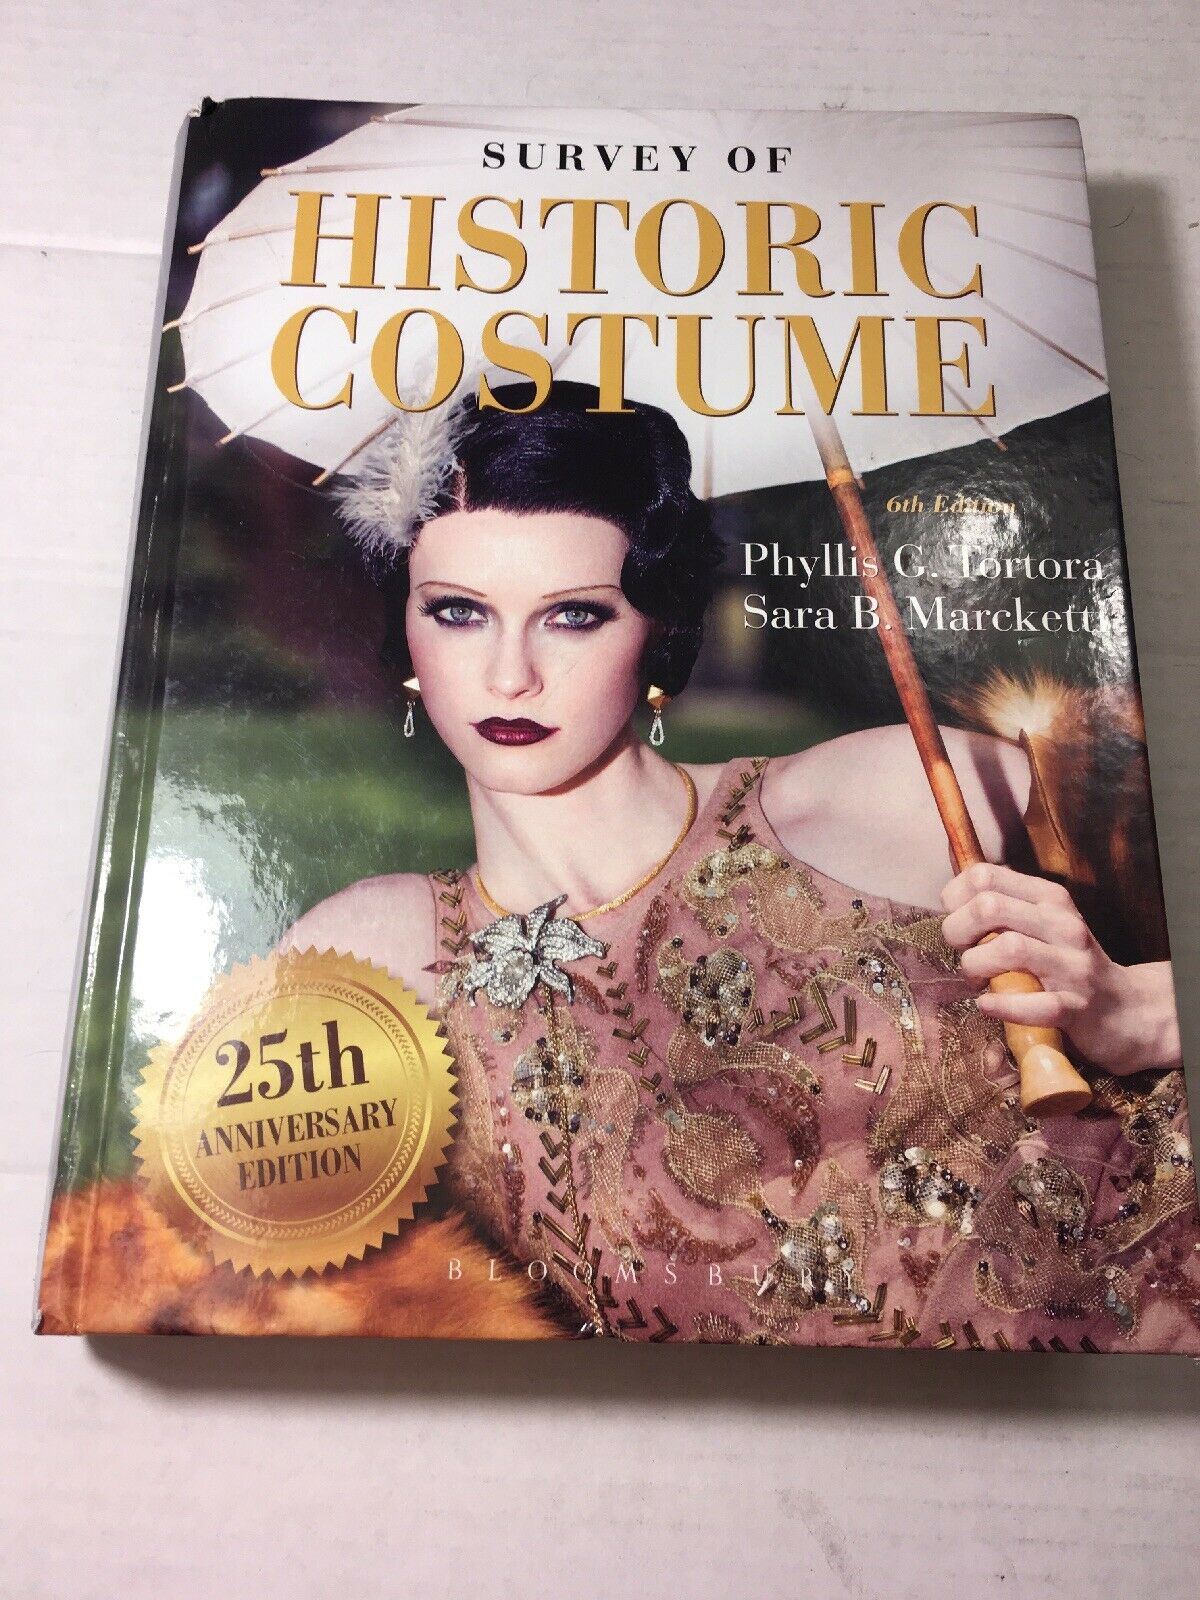 SURVEY OF
HISTORIC
COSTUME
6th Edition
Phyllis G. Tortora
Sara B. Marcketti
25th
ANNIVERSARY
EDITION
BLOOMSBURY